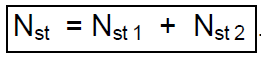 Nst = Nst 1 + Nst 2 .